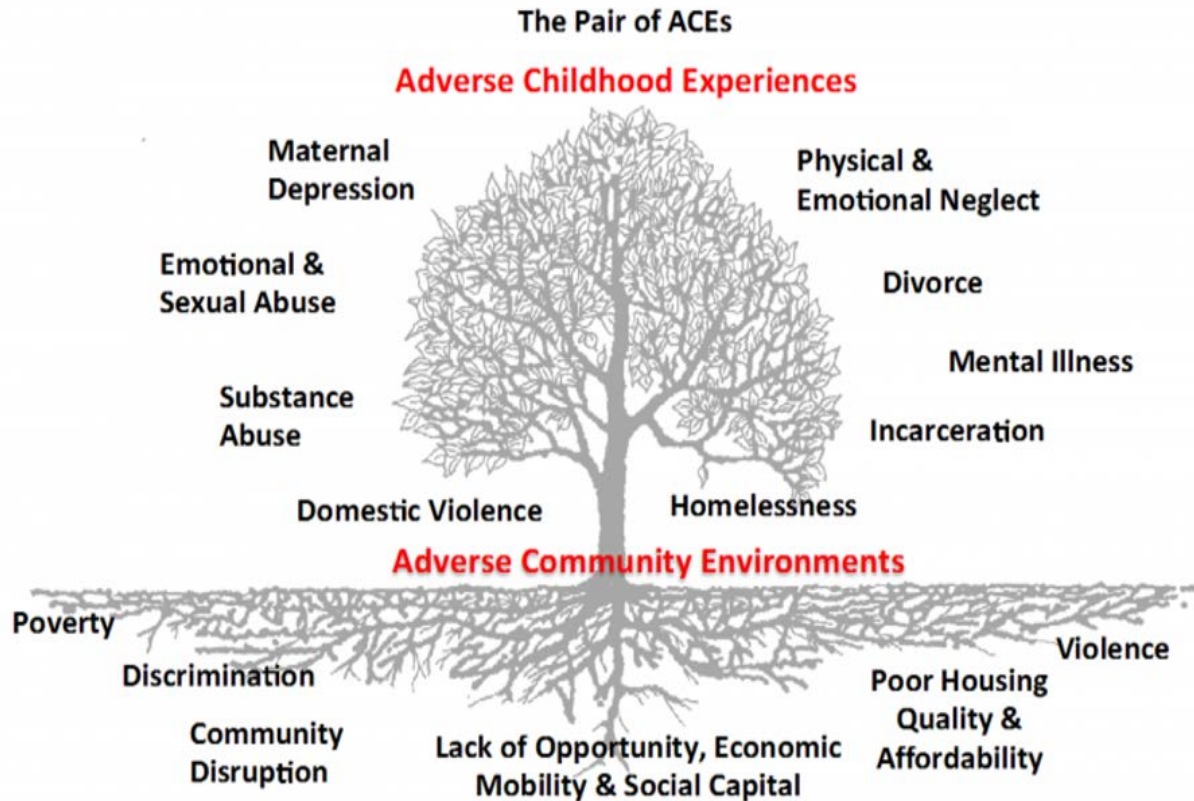 The Pair of ACEs
Adverse Childhood Experiences
Maternal
Depression
Physical &
Emotional Neglect
Emotional &
Sexual Abuse
Divorce
Mental Illness
Substance
Abuse
Incarceration
Domestic Violence
Homelessness
Adverse Community Environments
Poverty
Violence
Discrimination
Poor Housing
Quality &
Affordability
Community
Disruption
Lack of Opportunity, Economic
Mobility & Social Capital